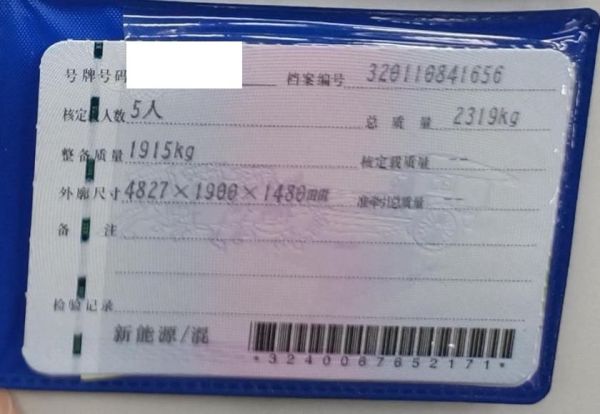 号牌号码 档案编号 320110841656
核定载人数 5人 总质量 2319kg
整备质量 1915kg 核定载质量 --
外廓尺寸 4827×1900×1480mm 准牵引总质量 --
备注
检验记录
新能源/混
*3240067652171*